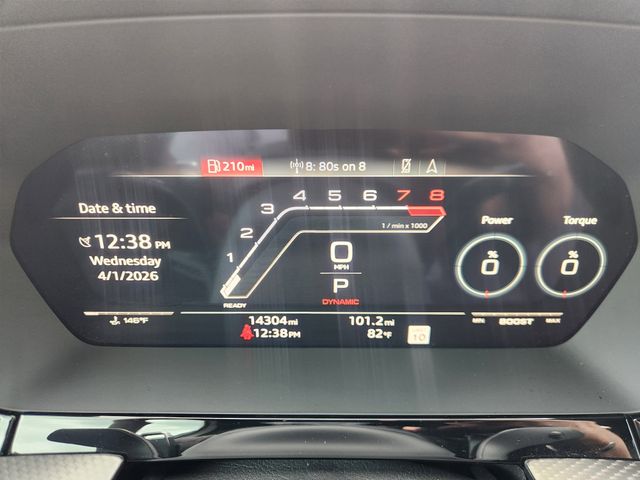 210mi
8: 80s on 8
Date & time
12:38 PM
Wednesday
4/1/2026
1
2
3
4
5
6
7
8
1 / min x 1000
0
MPH
P
DYNAMIC
READY
Power
%
0
Torque
%
0
146°F
14304mi
101.2mi
12:38PM
82°F
10
MIN
BOOST
MAX